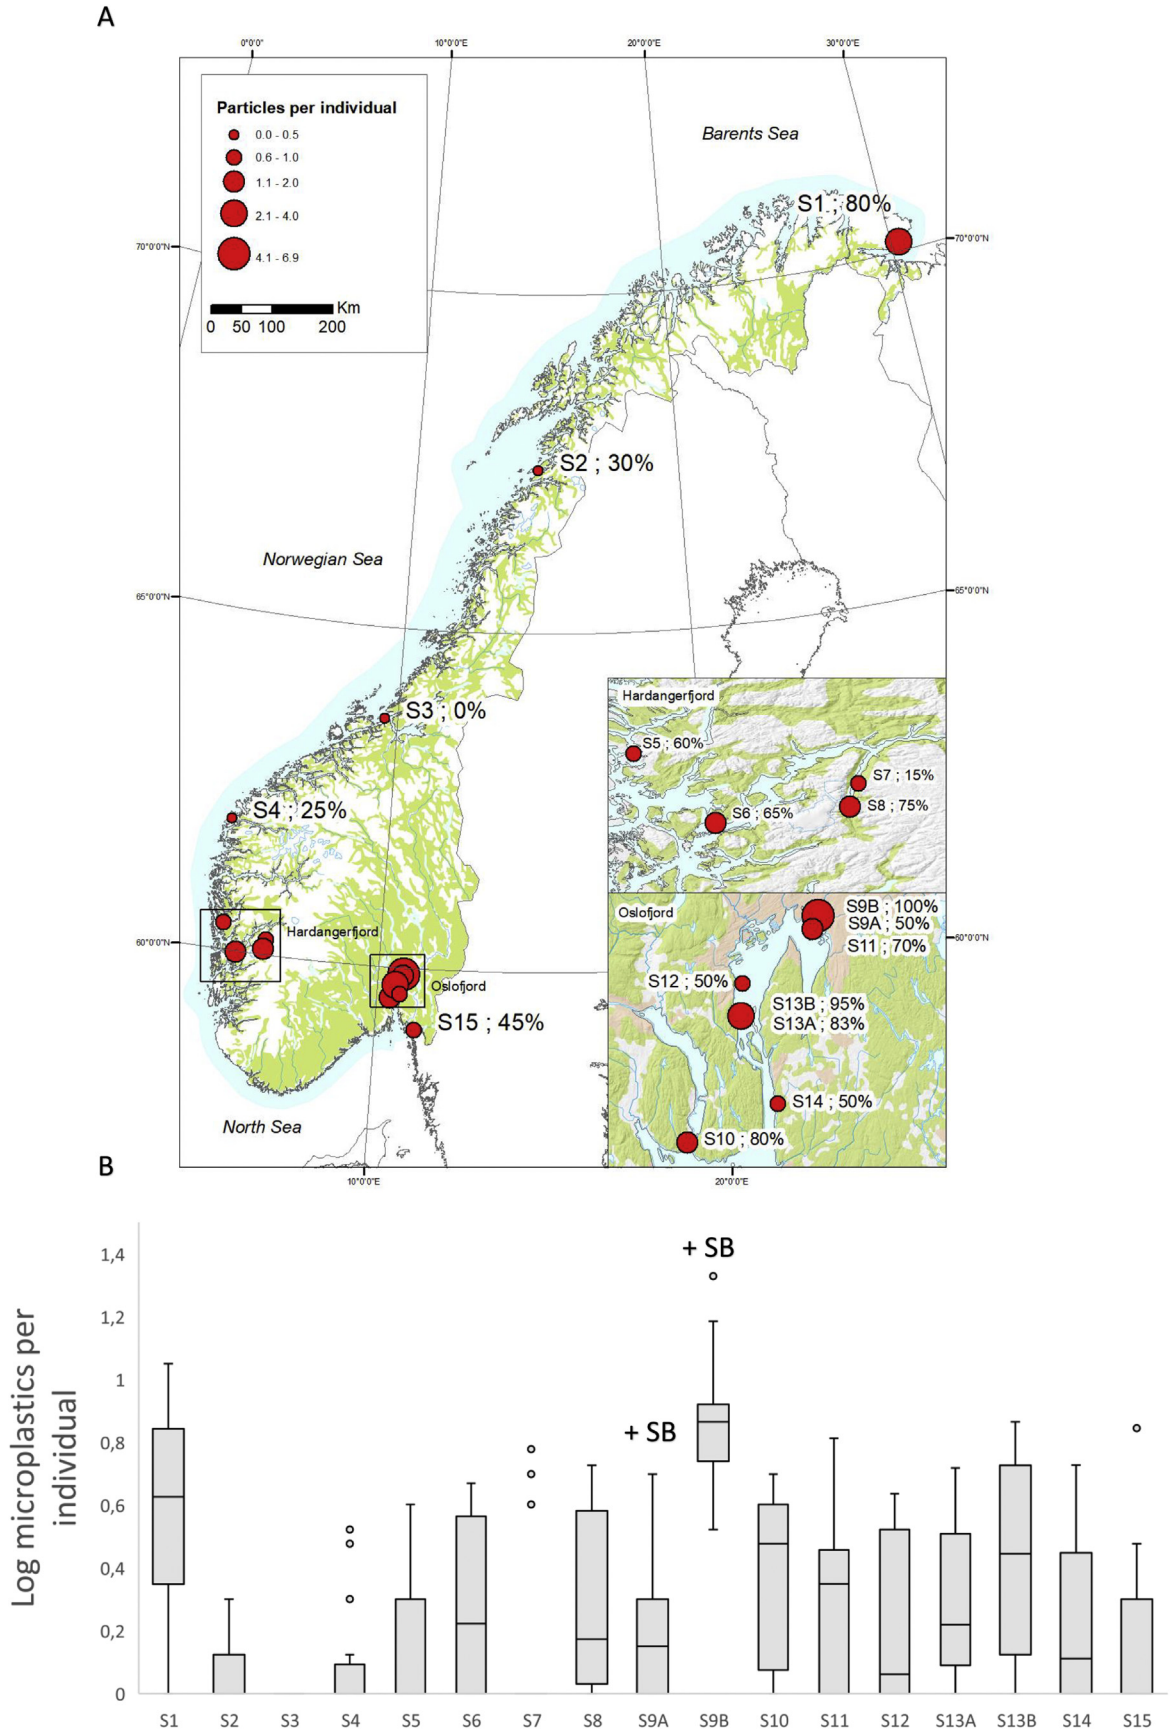 A
0°0'0"
10°0'0"E
20°0'0"E
30°0'0"E
Particles per individual
0.0 - 0.5
0.6 - 1.0
1.1 - 2.0
2.1 - 4.0
4.1 - 6.9
Km
0 50 100 200
Barents Sea
S1 ; 80%
70°0'0"N
70°0'0"N
S2 ; 30%
Norwegian Sea
65°0'0"N
65°0'0"N
S3 ; 0%
S4 ; 25%
Hardangerfjord
S5 ; 60%
S7 ; 15%
S6 ; 65%
S8 ; 75%
Hardangerfjord
60°0'0"N
60°0'0"N
Oslofjord
S15 ; 45%
Oslofjord
S9B ; 100%
S9A ; 50%
S11 ; 70%
S12 ; 50%
S13B ; 95%
S13A ; 83%
S14 ; 50%
S10 ; 80%
North Sea
10°0'0"E
20°0'0"E
B
Log microplastics per
individual
1,4
1,2
1
0,8
0,6
0,4
0,2
0
+ SB
+ SB
S1 S2 S3 S4 S5 S6 S7 S8 S9A S9B S10 S11 S12 S13A S13B S14 S15